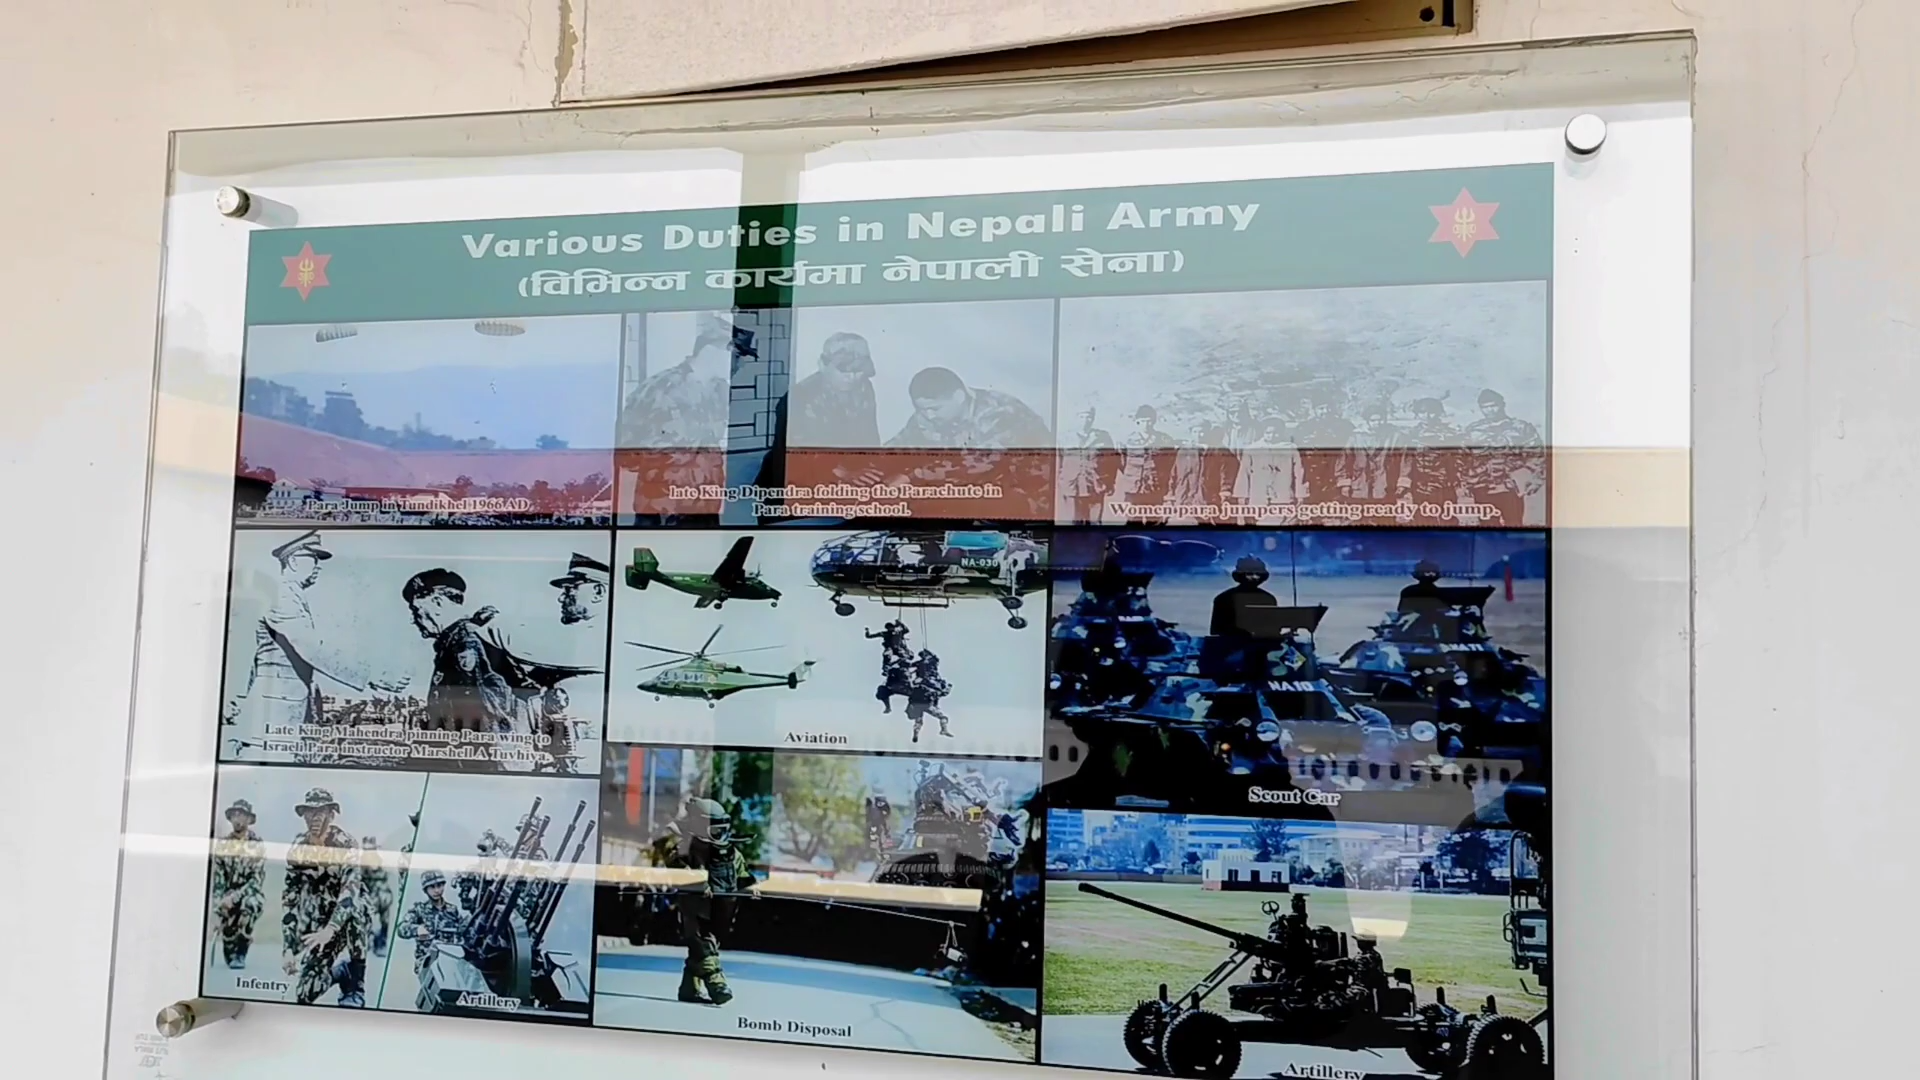 Various Duties in Nepali Army
(विभिन्न कार्यमा नेपाली सेना)
Para Jump in Tundikhel 1966 AD
late King Dipendra folding the Parachute in
Para training school.
Women para jumpers getting ready to jump.
Late King Mahendra pinning Para wing to
Israeli Para instructor Marshell A Tuvhiya.
NA-030
Aviation
NA10
Scout Car
Infentry
Artillery
Bomb Disposal
Artillery